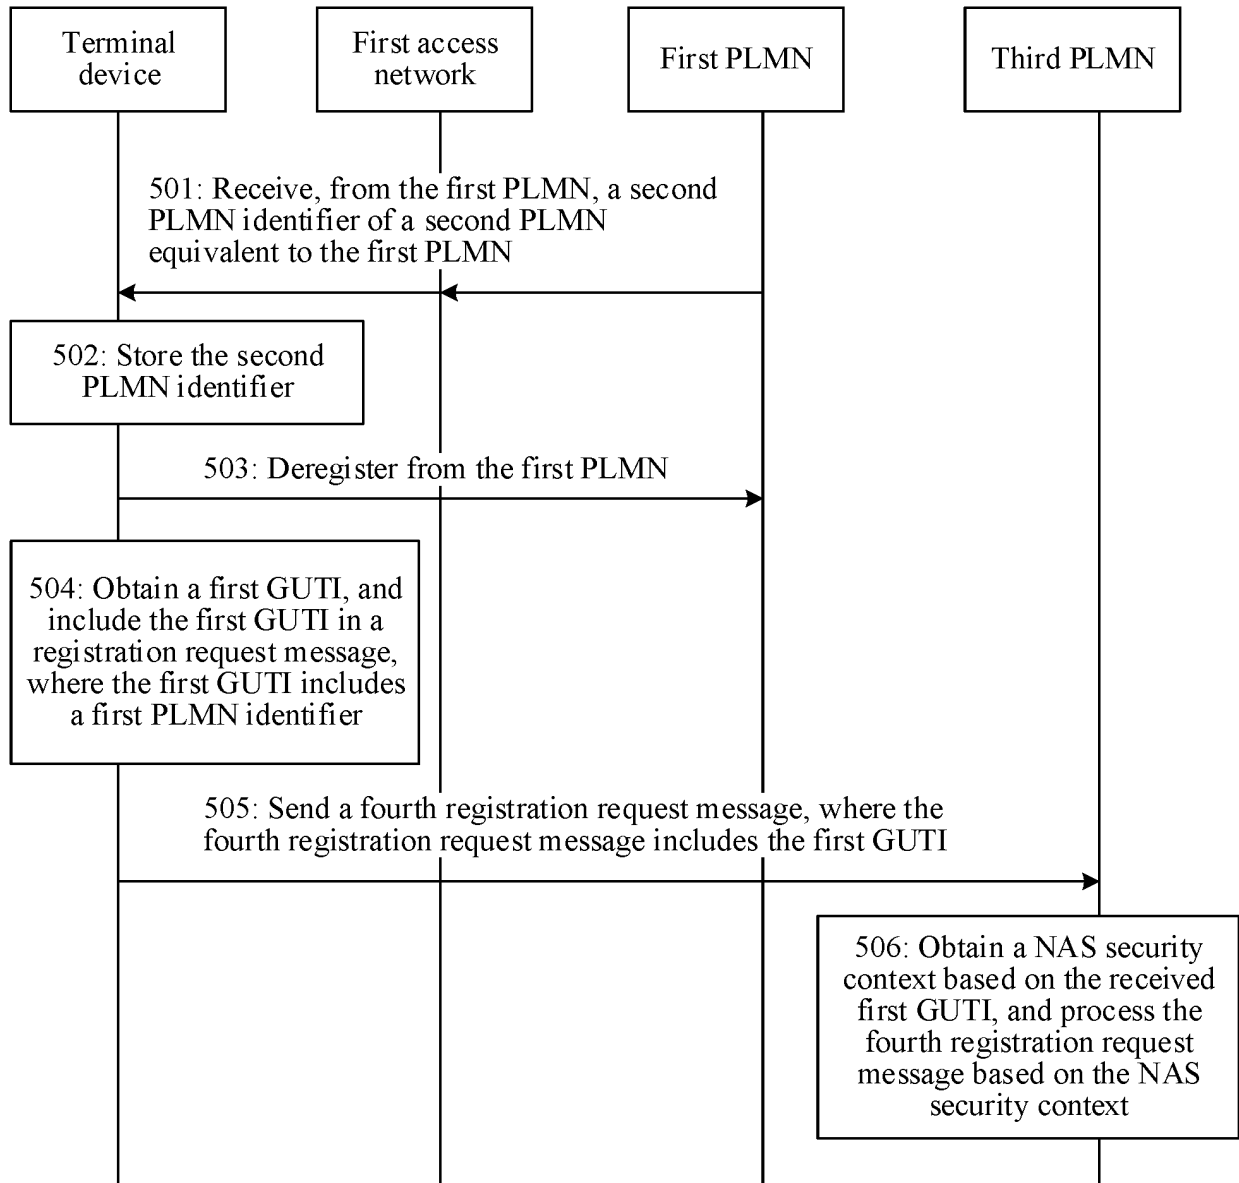 Terminal
device
First access
network
First PLMN
Third PLMN
501: Receive, from the first PLMN, a second
PLMN identifier of a second PLMN
equivalent to the first PLMN
502: Store the second
PLMN identifier
503: Deregister from the first PLMN
504: Obtain a first GUTI, and
include the first GUTI in a
registration request message,
where the first GUTI includes
a first PLMN identifier
505: Send a fourth registration request message, where the
fourth registration request message includes the first GUTI
506: Obtain a NAS security
context based on the received
first GUTI, and process the
fourth registration request
message based on the NAS
security context